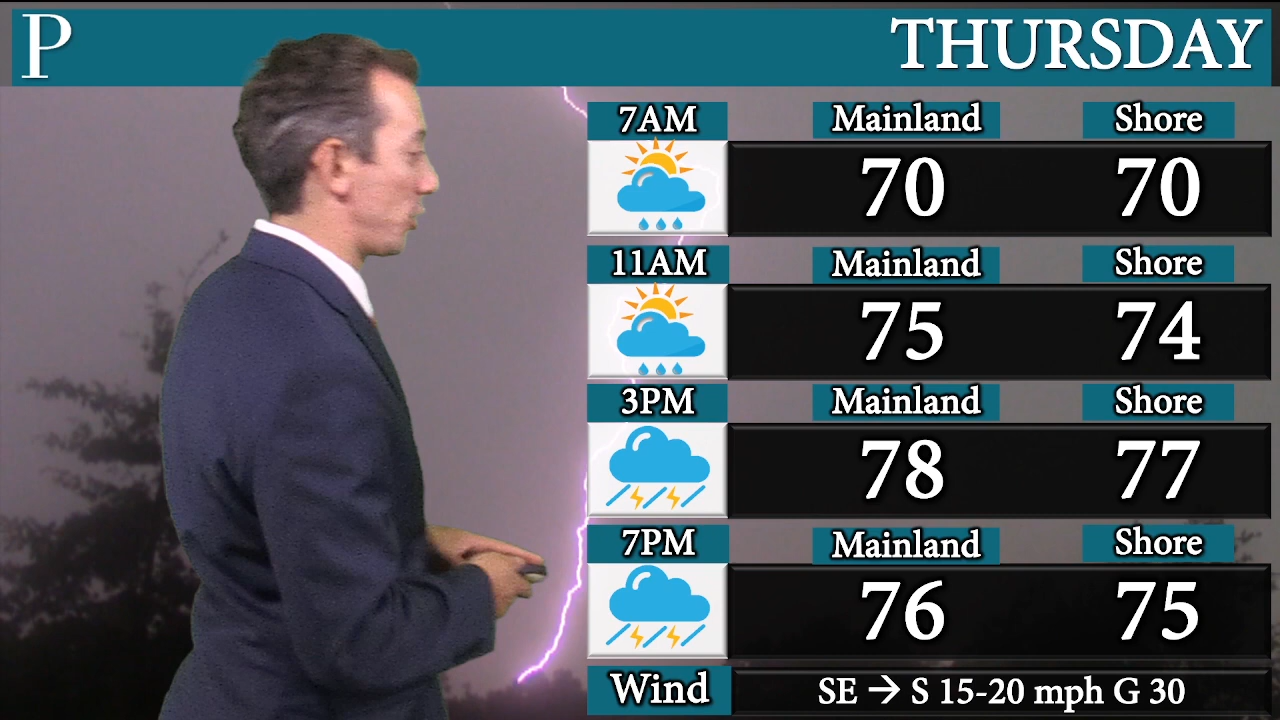 P
THURSDAY
7AM Mainland Shore
70 70
11AM Mainland Shore
75 74
3PM Mainland Shore
78 77
7PM Mainland Shore
76 75
Wind SE → S 15-20 mph G 30